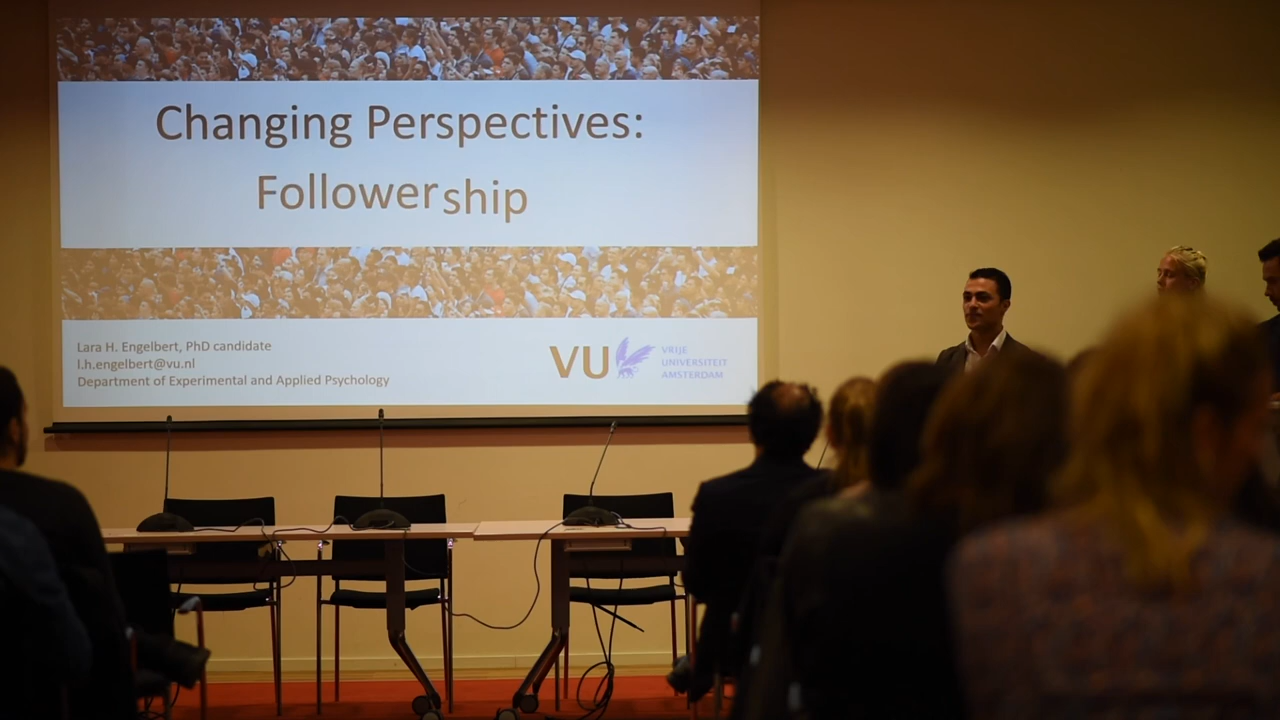 Changing Perspectives:
Followership
Lara H. Engelbert, PhD candidate
l.h.engelbert@vu.nl
Department of Experimental and Applied Psychology
VU
VRIJE
UNIVERSITEIT
AMSTERDAM